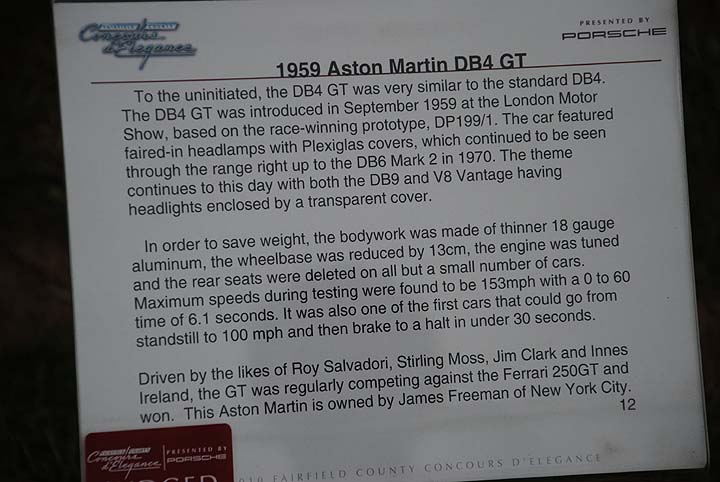 FAIRFIELD COUNTY
Concours
d'Elegance
PRESENTED BY
PORSCHE
1959 Aston Martin DB4 GT
To the uninitiated, the DB4 GT was very similar to the standard DB4.
The DB4 GT was introduced in September 1959 at the London Motor
Show, based on the race-winning prototype, DP199/1. The car featured
faired-in headlamps with Plexiglas covers, which continued to be seen
through the range right up to the DB6 Mark 2 in 1970. The theme
continues to this day with both the DB9 and V8 Vantage having
headlights enclosed by a transparent cover.
In order to save weight, the bodywork was made of thinner 18 gauge
aluminum, the wheelbase was reduced by 13cm, the engine was tuned
and the rear seats were deleted on all but a small number of cars.
Maximum speeds during testing were found to be 153mph with a 0 to 60
time of 6.1 seconds. It was also one of the first cars that could go from
standstill to 100 mph and then brake to a halt in under 30 seconds.
Driven by the likes of Roy Salvadori, Stirling Moss, Jim Clark and Innes
Ireland, the GT was regularly competing against the Ferrari 250GT and
won. This Aston Martin is owned by James Freeman of New York City.
12
FAIRFIELD COUNTY
Concours
d'Elegance
PRESENTED BY
PORSCHE
FAIRFIELD COUNTY CONCOURS D'ELEGANCE